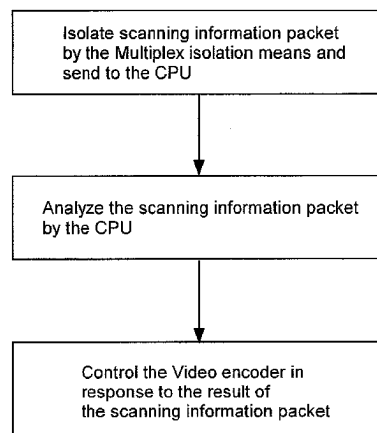 Isolate scanning information packet
by the Multiplex isolation means and
send to the CPU
Analyze the scanning information packet
by the CPU
Control the Video encoder in
response to the result of
the scanning information packet